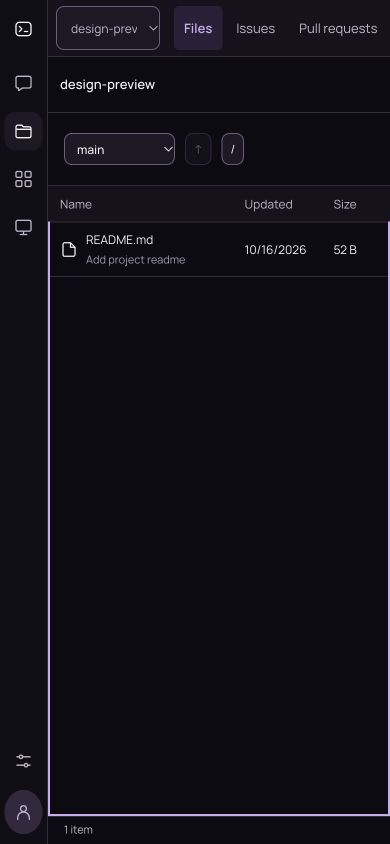 design-prev
Files
Issues
Pull requests
design-preview
main
↑
/
Name
Updated
Size
README.md
Add project readme
10/16/2026
52 B
1 item